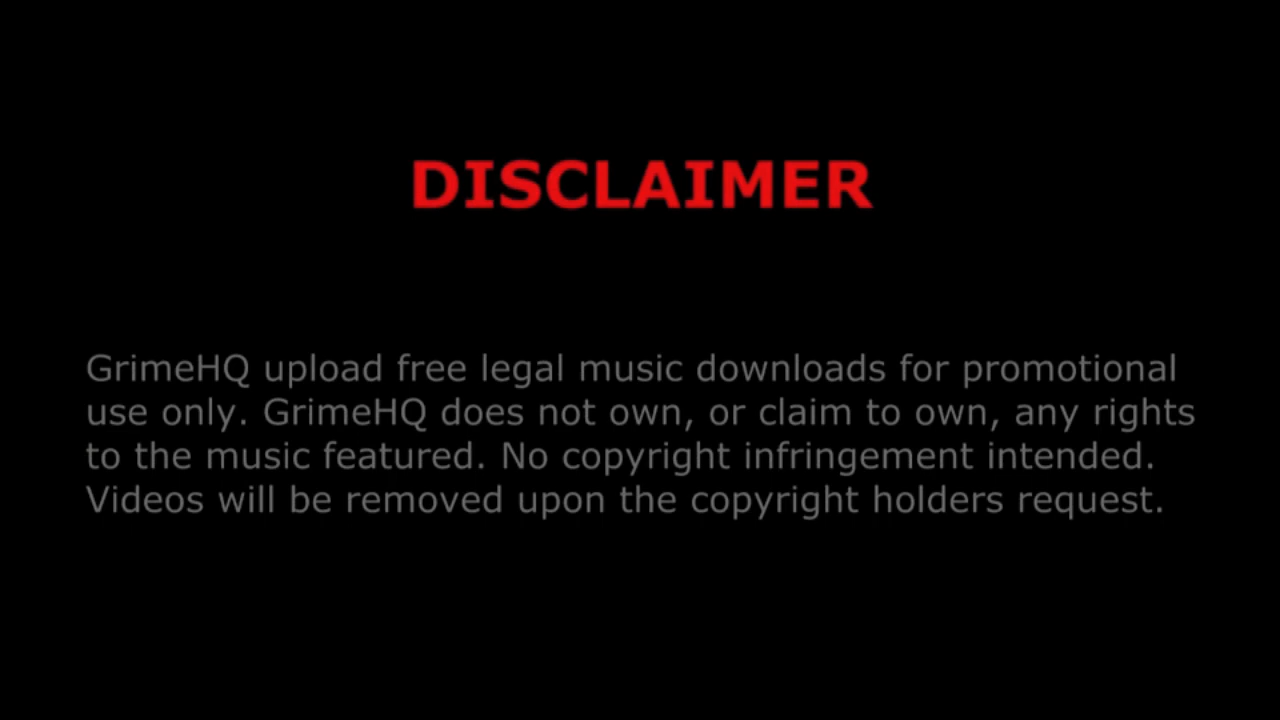 DISCLAIMER
GrimeHQ upload free legal music downloads for promotional
use only. GrimeHQ does not own, or claim to own, any rights
to the music featured. No copyright infringement intended.
Videos will be removed upon the copyright holders request.